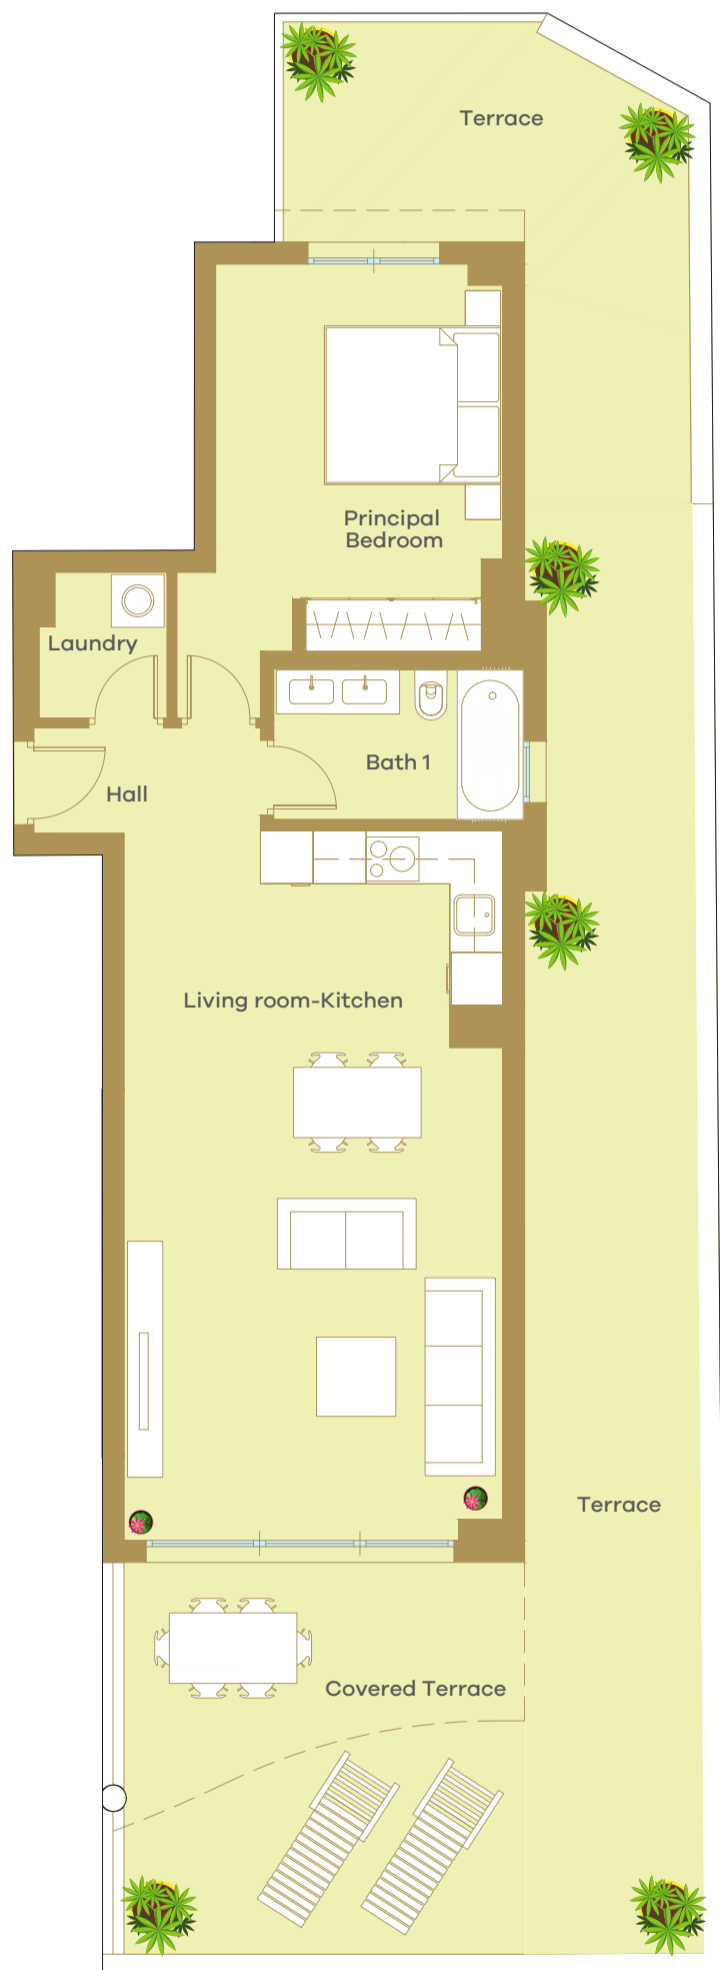 Terrace
Principal
Bedroom
Laundry
Bath 1
Hall
Living room-Kitchen
Terrace
Covered Terrace